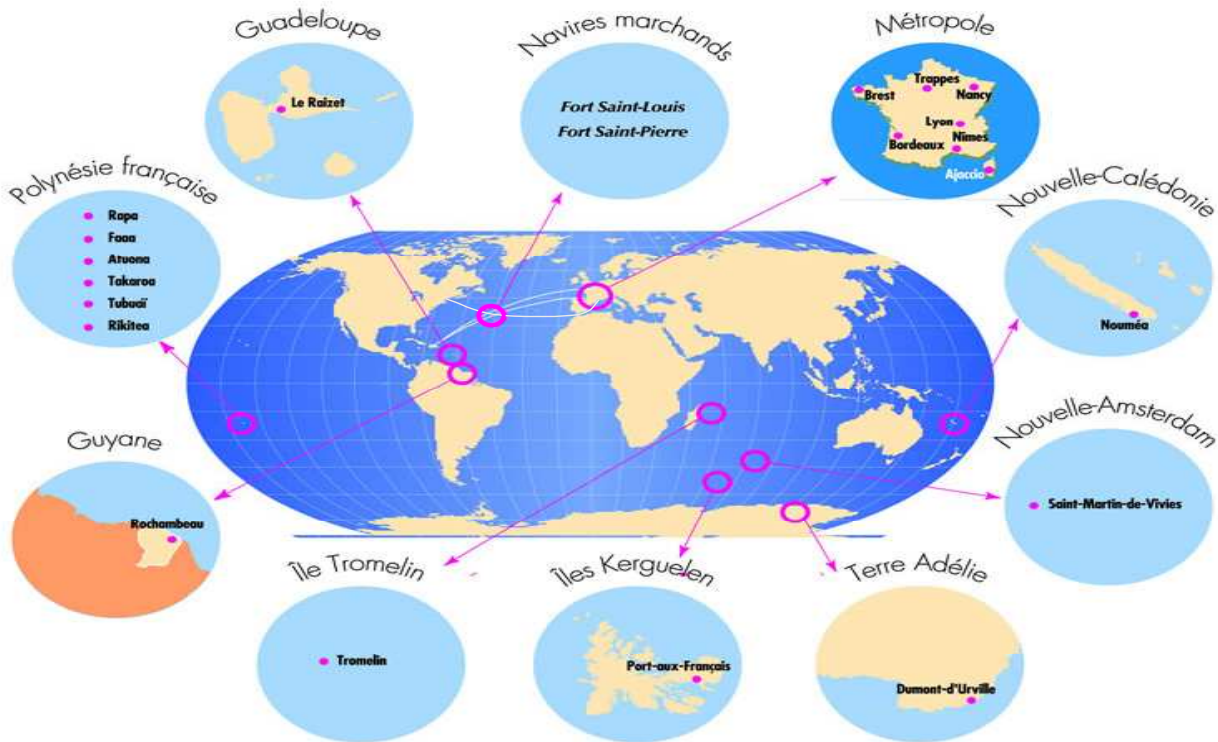 Guadeloupe
Le Raizet
Navires marchands
Fort Saint-Louis
Fort Saint-Pierre
Métropole
Trappes
Brest
Nancy
Lyon
Bordeaux
Nîmes
Ajaccio
Polynésie française
Rapa
Faaa
Atuona
Takaroa
Tubuaï
Rikitea
Nouvelle-Calédonie
Nouméa
Guyane
Rochambeau
Nouvelle-Amsterdam
Saint-Martin-de-Vivies
Île Tromelin
Tromelin
Îles Kerguelen
Port-aux-Français
Terre Adélie
Dumont-d'Urville